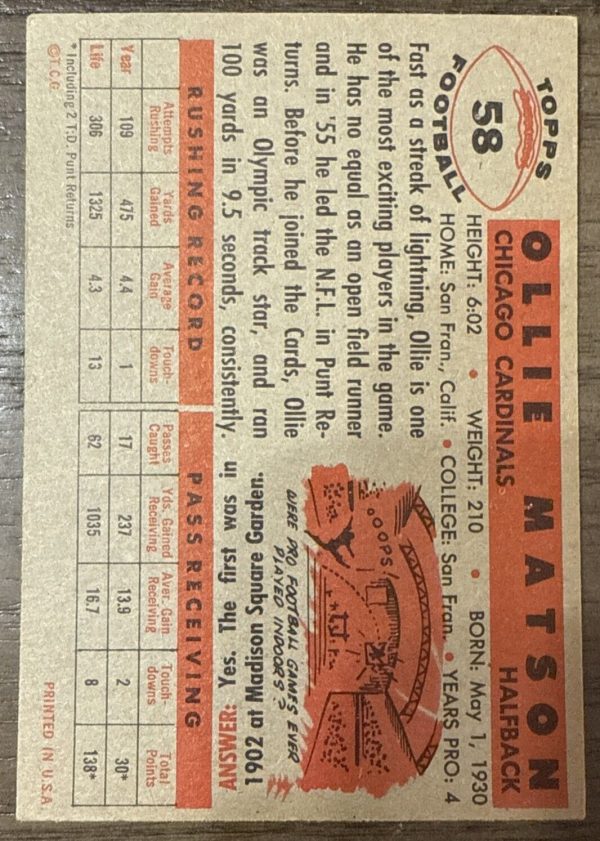 TOPPS
58
FOOTBALL
OLLIE MATSON
CHICAGO CARDINALS HALFBACK
HEIGHT: 6:02 • WEIGHT: 210 • BORN: May 1, 1930
HOME: San Fran., Calif. • COLLEGE: San Fran. • YEARS PRO: 4
Fast as a streak of lightning, Ollie is one
of the most exciting players in the game.
He has no equal as an open field runner
and in '55 he led the N.F.L. in Punt Re-
turns. Before he joined the Cards, Ollie
was an Olympic track star, and ran
100 yards in 9.5 seconds, consistently.
OOPS!
WERE PRO FOOTBALL GAMES EVER
PLAYED INDOORS?
ANSWER: Yes. The first was in
1902 at Madison Square Garden.
RUSHING RECORD PASS RECEIVING
Attempts Rushing Yards Gained Average Gain Touch-downs Passes Caught Yds. Gained Receiving Aver. Gain Receiving Touch-downs Total Points
Year 109 475 4.4 1 17 237 13.9 2 30*
Life 306 1325 4.3 13 62 1035 16.7 8 138*
* Including 2 T.D. Punt Returns
©T.C.G. PRINTED IN U.S.A.